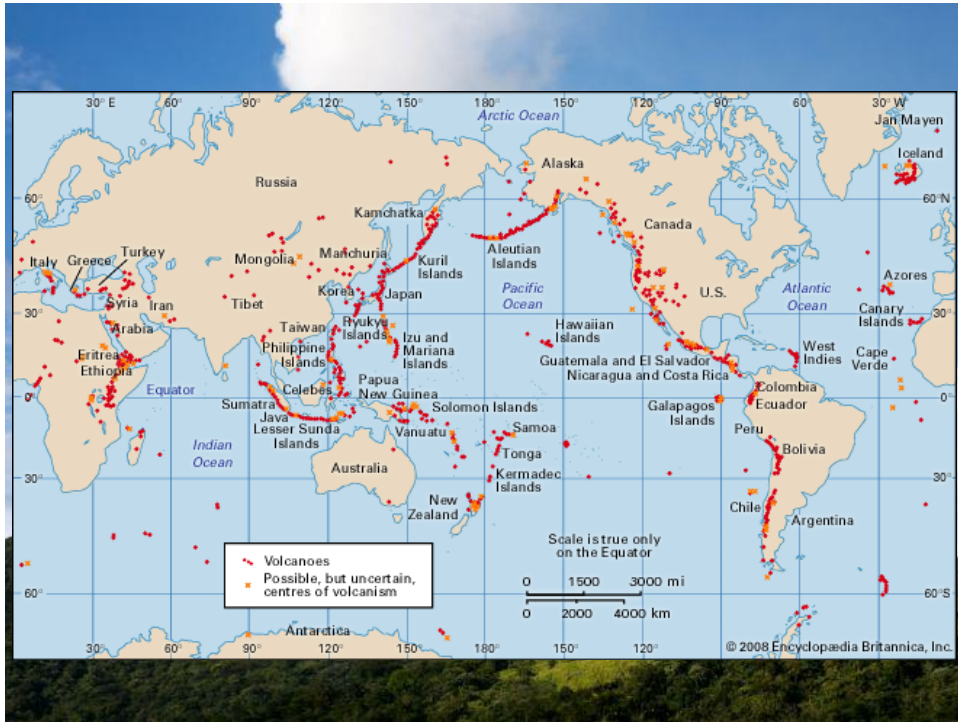 30° E 60° 90° 120° 150° 180° 150° 120° 90° 60° 30° W
Arctic Ocean
Jan Mayen
Iceland
Alaska
Russia
60°
60° N
Kamchatka
Canada
Aleutian
Islands
Turkey
Greece
Italy
Mongolia
Manchuria
Kuril
Islands
Azores
Korea
Japan
Pacific
Ocean
U.S.
Atlantic
Ocean
Syria
Iran
Tibet
30°
30°
Canary
Islands
Arabia
Taiwan
Ryukyu
Islands
Izu and
Mariana
Islands
Hawaiian
Islands
West
Indies
Cape
Verde
Philippine
Islands
Guatemala and El Salvador
Nicaragua and Costa Rica
Eritrea
Ethiopia
Equator
Celebes
Papua
New Guinea
Colombia
Ecuador
0°
0°
Sumatra
Java
Lesser Sunda
Islands
Solomon Islands
Galapagos
Islands
Vanuatu
Samoa
Peru
Indian
Ocean
Tonga
Bolivia
Australia
Kermadec
Islands
30°
30°
New
Zealand
Chile
Argentina
Scale is true only
on the Equator
Volcanoes
Possible, but uncertain,
centres of volcanism
0 1500 3000 mi
0 2000 4000 km
60°
60°S
Antarctica
30° 60° 90° 120° 150° 180° 150° 120° 90° 60°
© 2008 Encyclopædia Britannica, Inc.